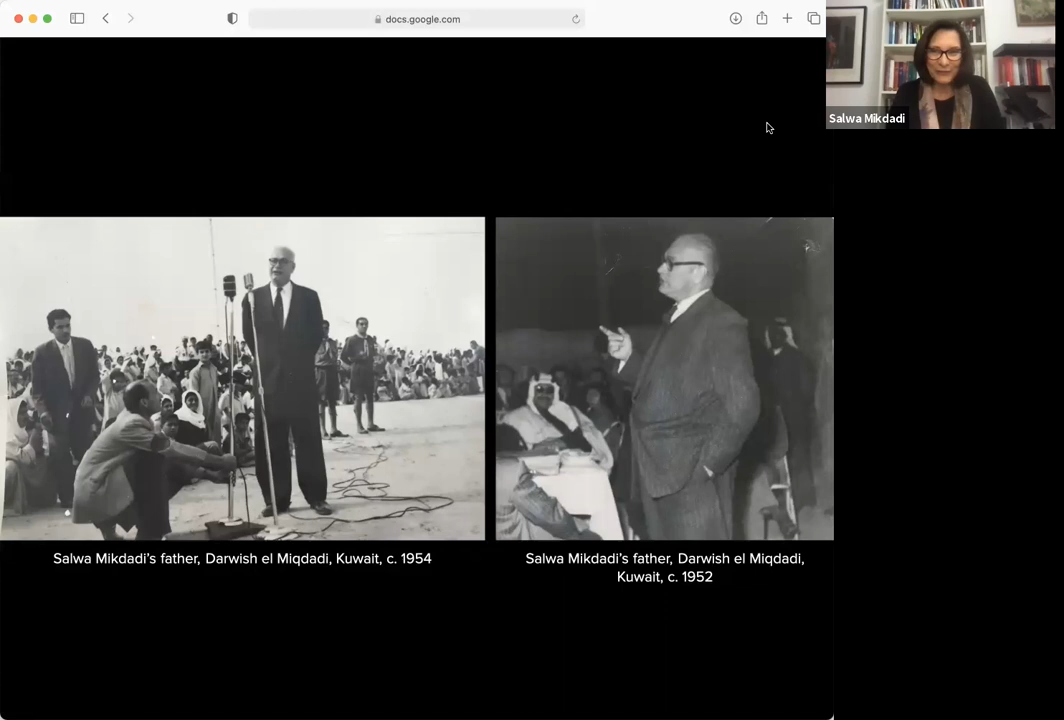 docs.google.com
Salwa Mikdadi
Salwa Mikdadi's father, Darwish el Miqdadi, Kuwait, c. 1954
Salwa Mikdadi's father, Darwish el Miqdadi,
Kuwait, c. 1952